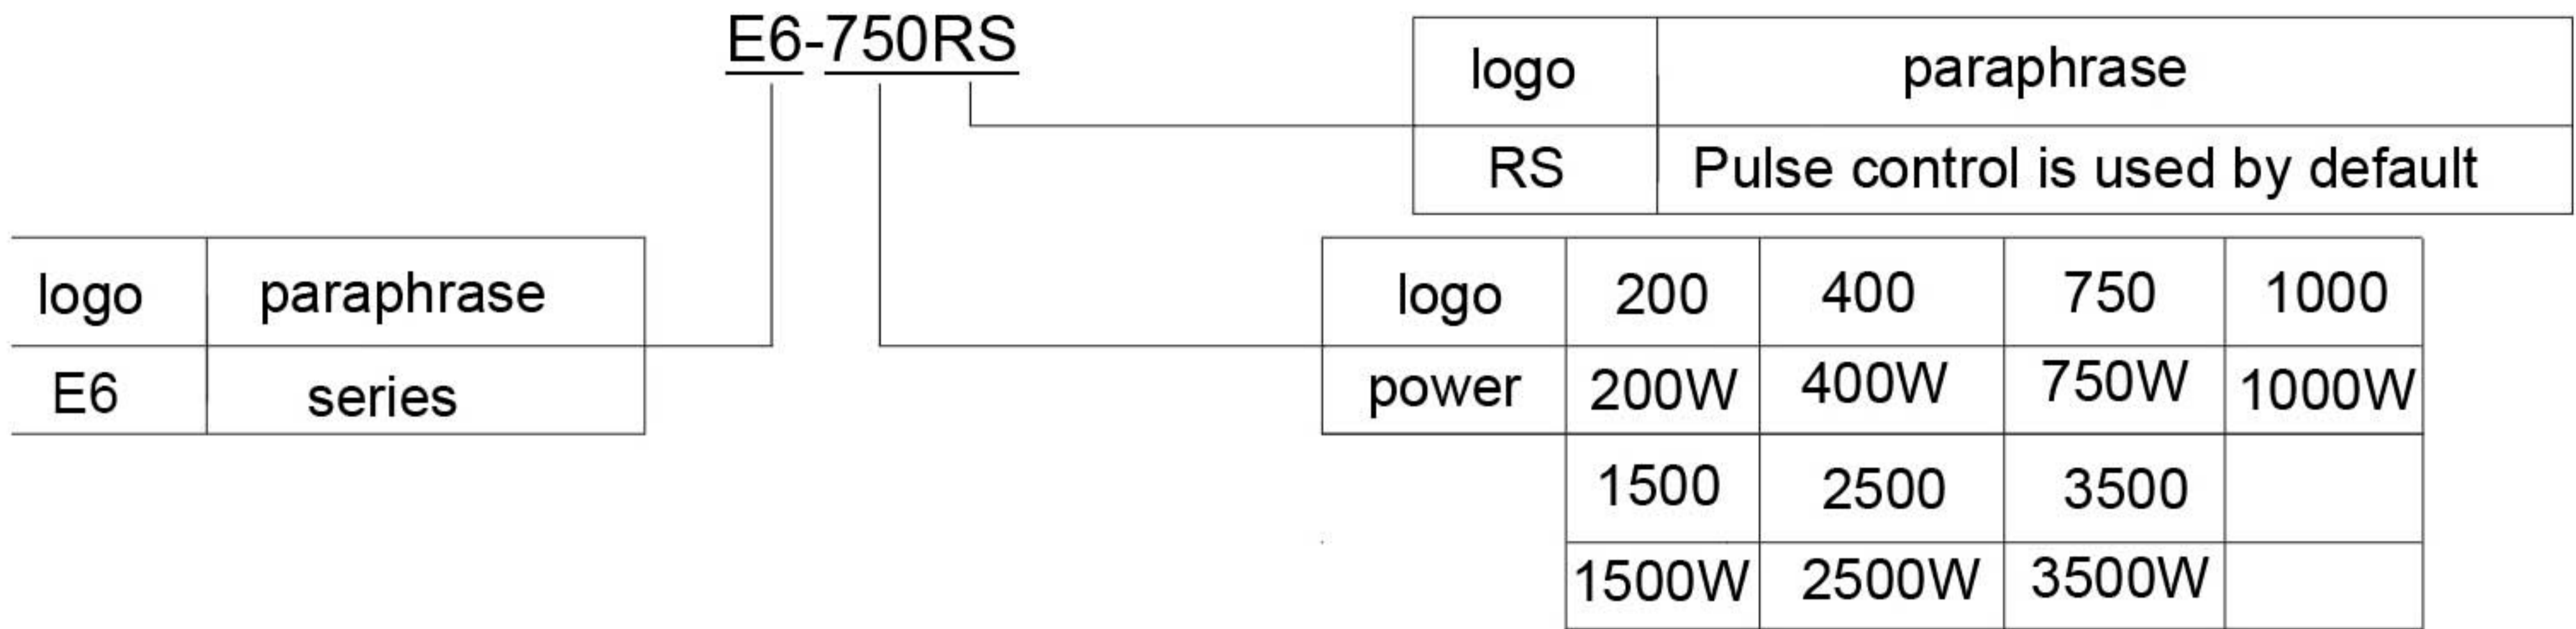 E6-750RS
logo paraphrase
RS Pulse control is used by default
logo paraphrase
E6 series
logo 200 400 750 1000
power 200W 400W 750W 1000W
1500 2500 3500
1500W 2500W 3500W